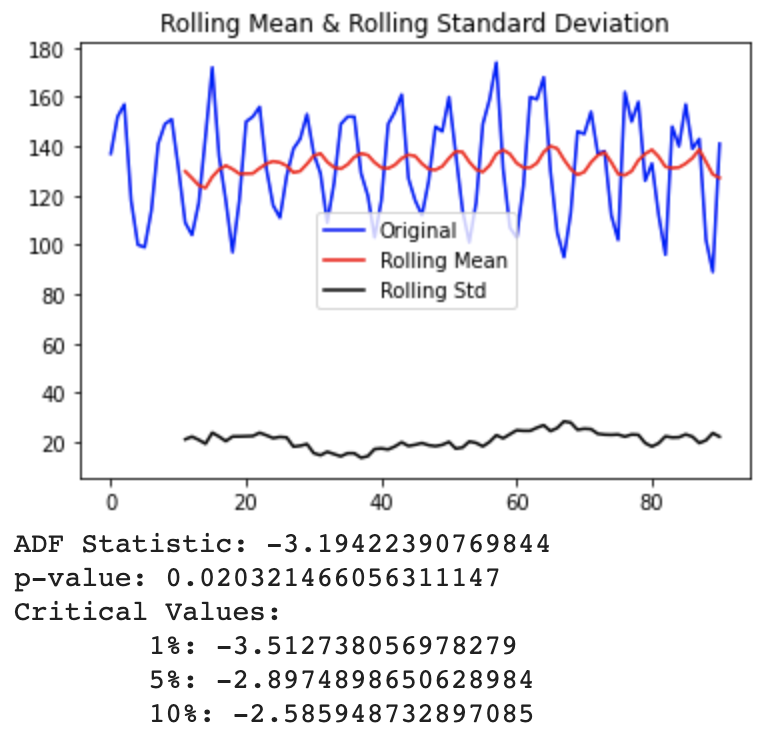 Rolling Mean & Rolling Standard Deviation
180
160
140
120
100
80
60
40
20
Original
Rolling Mean
Rolling Std
0 20 40 60 80
ADF Statistic: -3.19422390769844
p-value: 0.020321466056311147
Critical Values:
1%: -3.512738056978279
5%: -2.8974898650628984
10%: -2.585948732897085